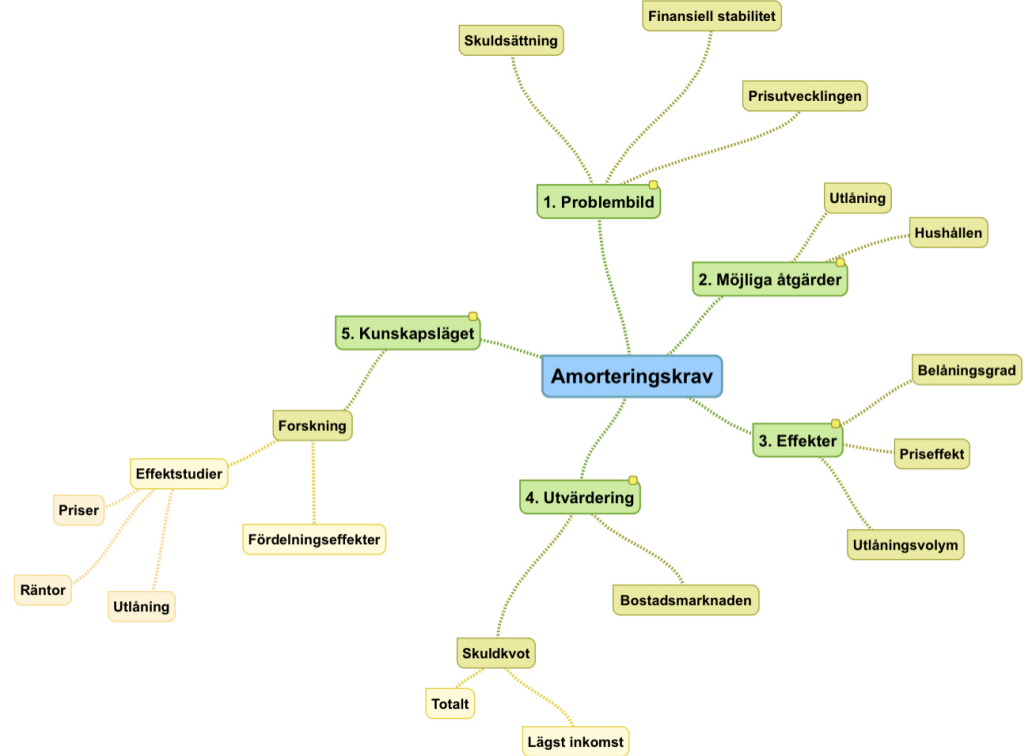 Finansiell stabilitet
Skuldsättning
Prisutvecklingen
1. Problembild
Utlåning
Hushållen
2. Möjliga åtgärder
5. Kunskapsläget
Amorteringskrav
Belåningsgrad
Forskning
3. Effekter
Priseffekt
Effektstudier
4. Utvärdering
Priser
Fördelningseffekter
Utlåningsvolym
Räntor
Utlåning
Bostadsmarknaden
Skuldkvot
Totalt
Lägst inkomst